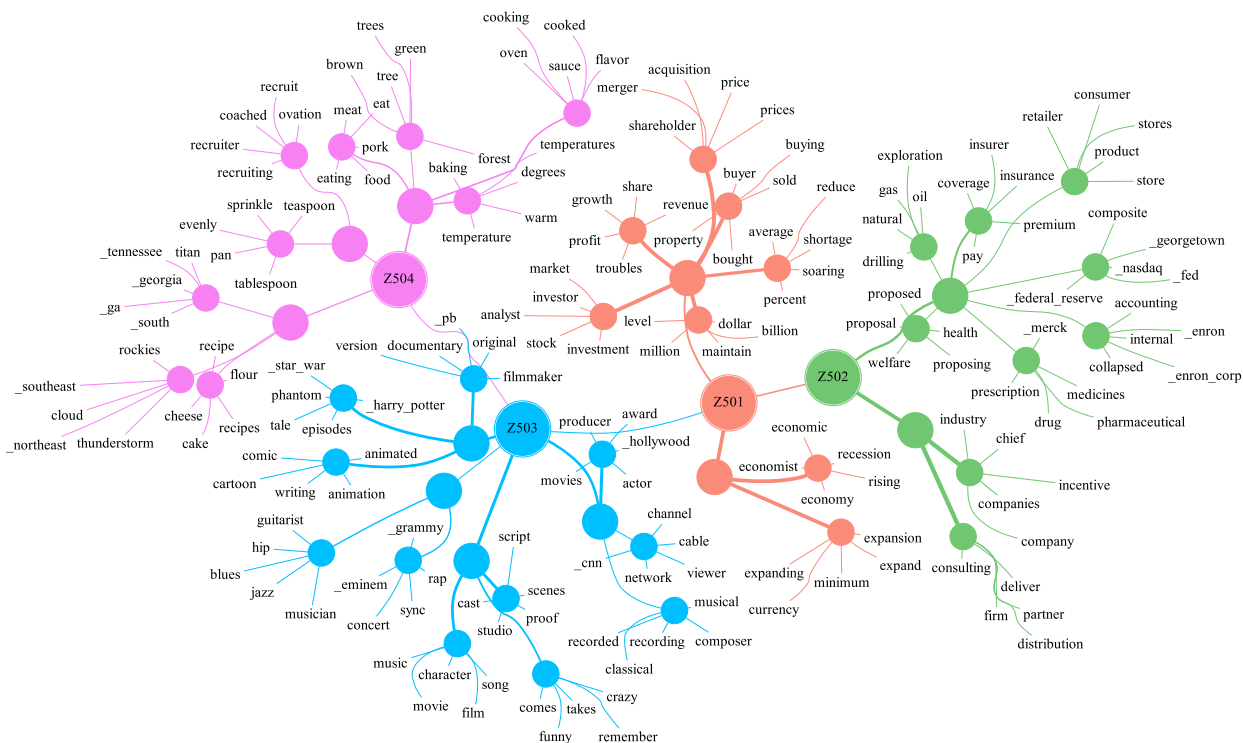 trees
green
brown
tree
cooking
cooked
oven
sauce
flavor
recruit
coached
ovation
recruiter
recruiting
meat
eat
pork
eating
food
forest
baking
temperatures
degrees
warm
temperature
sprinkle
teaspoon
evenly
pan
tablespoon
_tennessee
titan
_georgia
_ga
_south
Z504
rockies
recipe
_southeast
flour
cloud
cheese
recipes
_northeast
thunderstorm
cake
acquisition
price
merger
prices
shareholder
buying
buyer
sold
reduce
share
growth
revenue
property
profit
troubles
bought
average
shortage
soaring
percent
market
investor
analyst
stock
investment
level
dollar
billion
million
maintain
Z501
economic
economist
recession
rising
economy
expansion
expanding
expand
minimum
currency
consumer
retailer
stores
product
store
exploration
insurer
gas
coverage
insurance
oil
natural
premium
drilling
pay
composite
_georgetown
_nasdaq
_fed
_federal_reserve
proposed
accounting
proposal
health
_merck
internal
_enron
collapsed
_enron_corp
welfare
proposing
prescription
medicines
drug
pharmaceutical
Z502
industry
chief
incentive
companies
company
consulting
deliver
firm
partner
distribution
_pb
version
documentary
original
filmmaker
_star_war
phantom
_harry_potter
tale
episodes
Z503
comic
animated
cartoon
writing
animation
producer
award
_hollywood
movies
actor
guitarist
hip
blues
jazz
musician
_grammy
_eminem
rap
sync
concert
script
scenes
cast
proof
studio
channel
cable
_cnn
viewer
network
musical
recorded
recording
composer
classical
music
character
song
movie
film
crazy
comes
takes
funny
remember